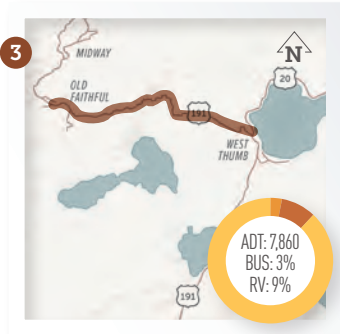 3
MIDWAY
N
OLD
FAITHFUL
20
191
WEST
THUMB
ADT: 7,860
BUS: 3%
RV: 9%
191